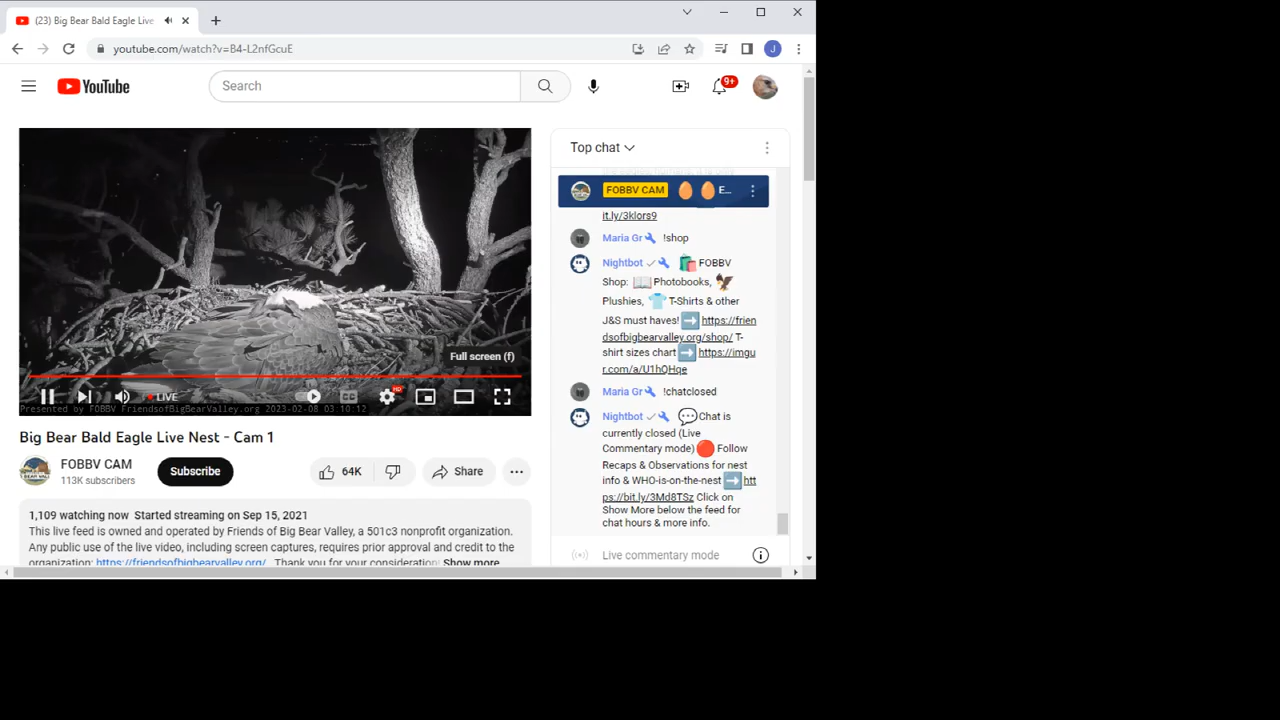 (23) Big Bear Bald Eagle Live
youtube.com/watch?v=B4-L2nfGcuE
J
YouTube
Search
9+
Top chat
FOBBV CAM E...
it.ly/3klors9
Maria Gr !shop
Nightbot FOBBV
Shop: Photobooks,
Plushies, T-Shirts & other
J&S must haves! https://frien
dsofbigbearvalley.org/shop/ T-
shirt sizes chart https://imgu
r.com/a/U1hQHqe
Maria Gr !chatclosed
Nightbot Chat is
currently closed (Live
Commentary mode) Follow
Recaps & Observations for nest
info & WHO-is-on-the-nest htt
ps://bit.ly/3Md8TSz Click on
Show More below the feed for
chat hours & more info.
Live commentary mode
Full screen (f)
LIVE
HD
Presented by FOBBV FriendsofBigBearValley.org 2023-02-08 03:10:12
Big Bear Bald Eagle Live Nest - Cam 1
FOBBV CAM
113K subscribers
Subscribe
64K
Share
1,109 watching now Started streaming on Sep 15, 2021
This live feed is owned and operated by Friends of Big Bear Valley, a 501c3 nonprofit organization.
Any public use of the live video, including screen captures, requires prior approval and credit to the
organization: https://friendsofbigbearvalley.org/ Thank you for your consideration Show more